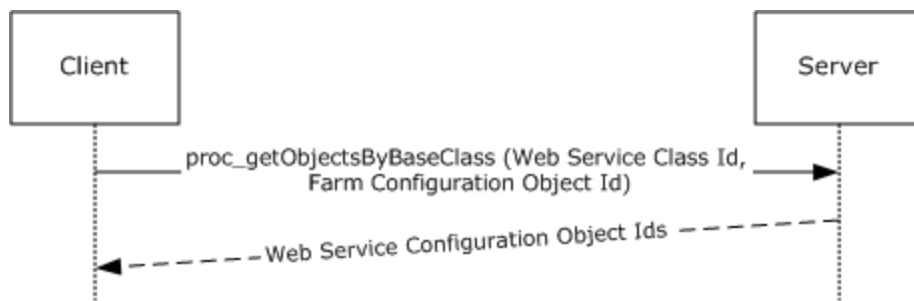 Client
Server
proc_getObjectsByBaseClass (Web Service Class Id,
Farm Configuration Object Id)
Web Service Configuration Object Ids